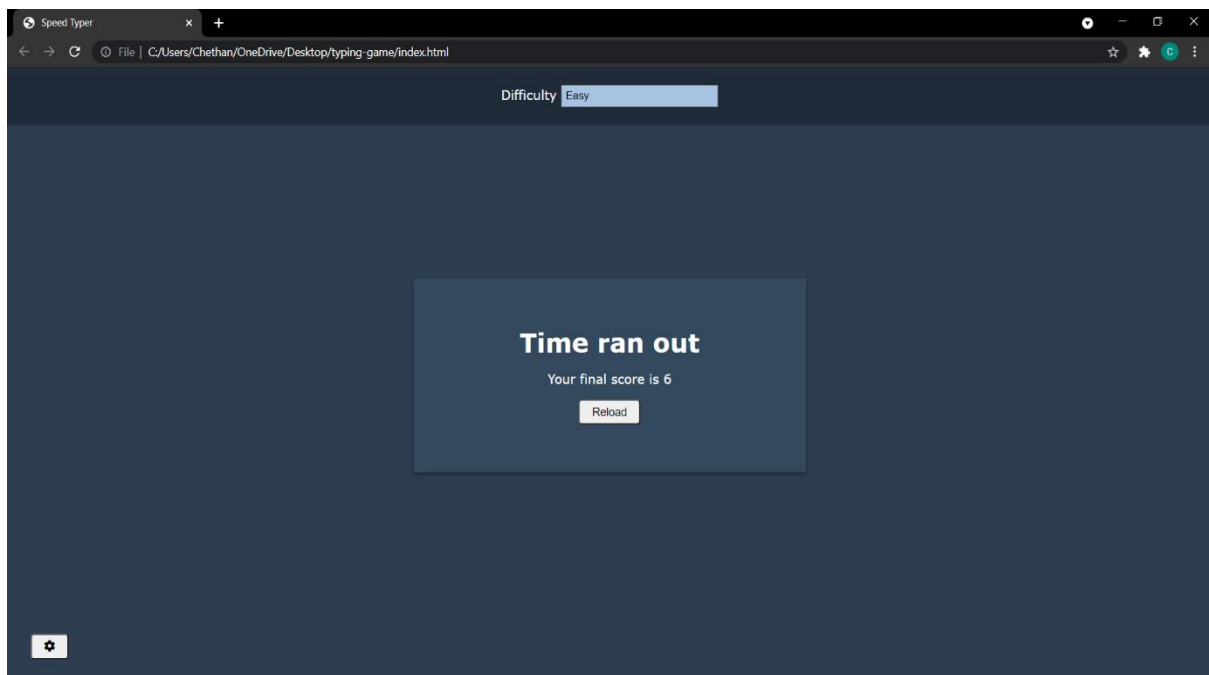 Speed Typer
File | C:/Users/Chethan/OneDrive/Desktop/typing-game/index.html
C
Difficulty Easy
Time ran out
Your final score is 6
Reload